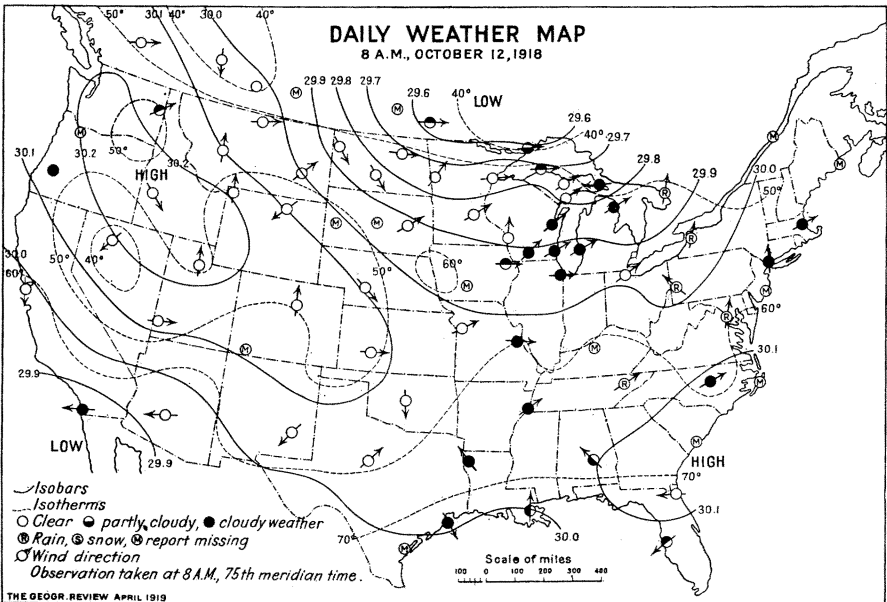 DAILY WEATHER MAP
8 A.M., OCTOBER 12, 1918
50°
30.1
40°
30.0
40°
29.9
29.8
29.7
29.6
40°
LOW
29.6
40°
29.7
29.8
M
M
M
M
M
30.1
30.2
50°
30.2
HIGH
R
29.9
30.0
50°
R
30.0
60°
50°
40°
50°
60°
M
M
M
R
M
60°
R
30.1
M
M
R
M
29.9
LOW
29.9
M
HIGH
70°
30.1
70°
30.0
M
Isobars
Isotherms
Clear partly cloudy, cloudy weather
R Rain, S snow, M report missing
Wind direction
Observation taken at 8 A.M., 75th meridian time.
Scale of miles
100 0 100 200 300 400
THE GEOGR. REVIEW APRIL 1919